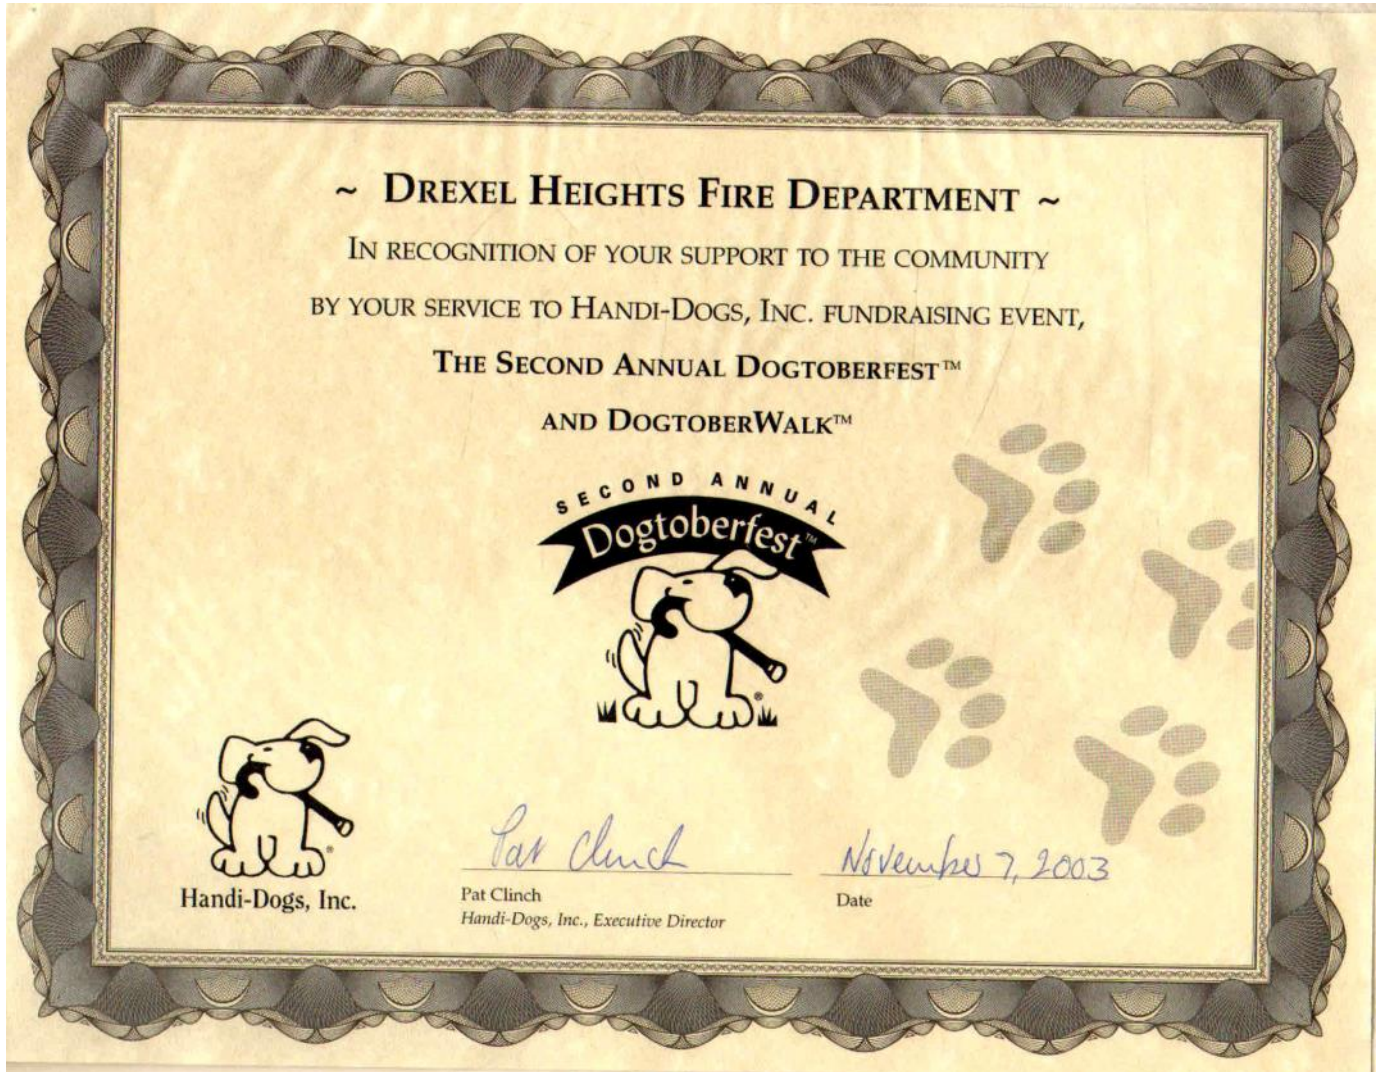 ~ DREXEL HEIGHTS FIRE DEPARTMENT ~
IN RECOGNITION OF YOUR SUPPORT TO THE COMMUNITY
BY YOUR SERVICE TO HANDI-DOGS, INC. FUNDRAISING EVENT,
THE SECOND ANNUAL DOGTOBERFEST™
AND DOGTOBERWALK™
SECOND ANNUAL
Dogtoberfest™
®
®
Handi-Dogs, Inc.
Pat Clinch
Pat Clinch
Handi-Dogs, Inc., Executive Director
November 7, 2003
Date